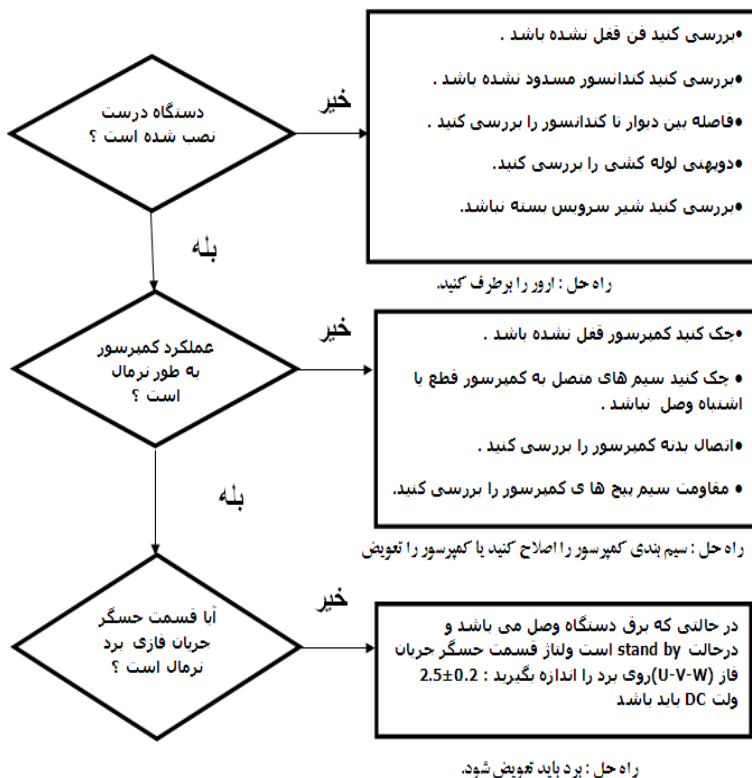 دستگاه درست
نصب شده است ؟
خیر
•بررسی کنید فن قفل نشده باشد .
•بررسی کنید کندانسور مسدود نشده باشد .
•فاصله بین دیوار تا کندانسور را بررسی کنید .
•دوپهنی لوله کشی را بررسی کنید.
•بررسی کنید شیر سرویس بسته نباشد.
راه حل : ارور را برطرف کنید.
بله
عملکرد کمپرسور
به طور نرمال
است ؟
خیر
•چک کنید کمپرسور قفل نشده باشد .
• چک کنید سیم های متصل به کمپرسور قطع یا
اشتباه وصل نباشد .
•اتصال بدنه کمپرسور را بررسی کنید .
• مقاومت سیم پیچ ها ی کمپرسور را بررسی کنید.
راه حل : سیم بندی کمپرسور را اصلاح کنید یا کمپرسور را تعویض
بله
آیا قسمت حسگر
جریان فازی برد
نرمال است ؟
خیر
در حالتی که برق دستگاه وصل می باشد و
درحالت stand by است ولتاژ قسمت حسگر جریان
فاز (U-V-W)روی برد را اندازه بگیرید : 2.5±0.2
ولت DC باید باشد
راه حل : برد باید تعویض شود.